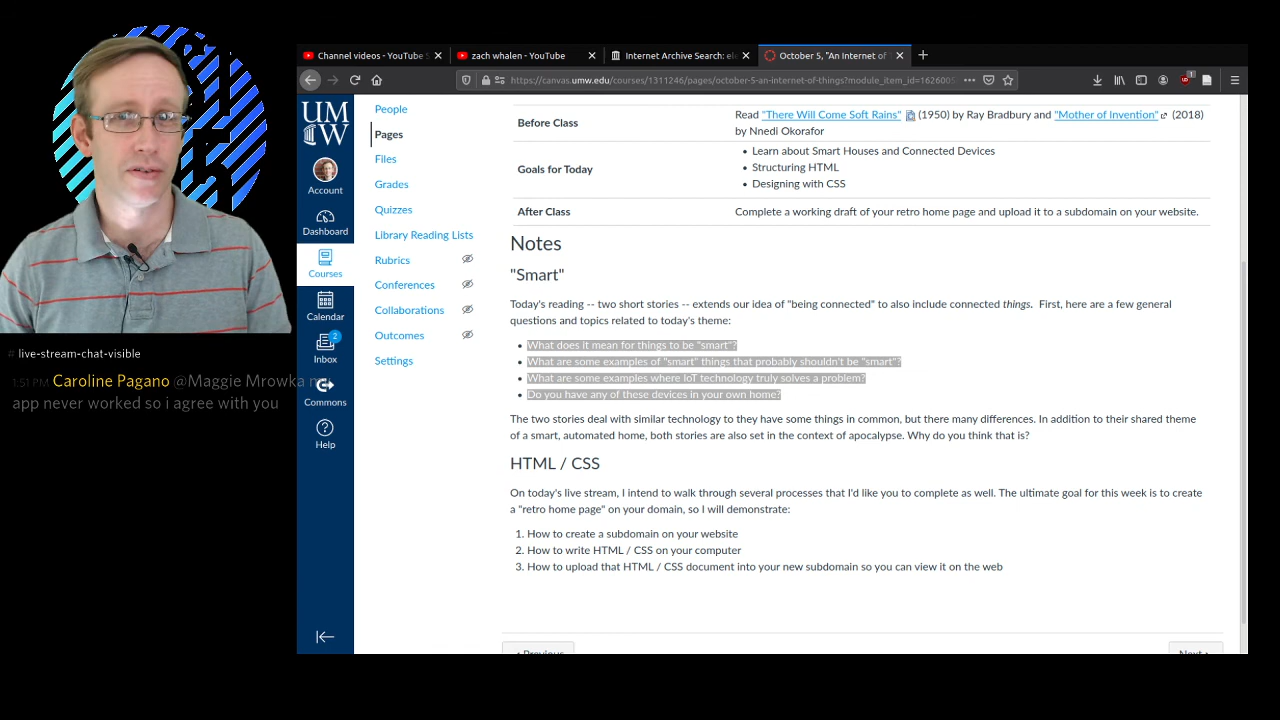 Channel videos - YouTube S
zach whalen - YouTube
Internet Archive Search: ele
October 5, "An Internet of T
https://canvas.umw.edu/courses/1311246/pages/october-5-an-internet-of-things?module_item_id=1626005
1
UM
W
Account
Dashboard
Courses
Calendar
2
Inbox
Commons
Help
People
Pages
Files
Grades
Quizzes
Library Reading Lists
Rubrics
Conferences
Collaborations
Outcomes
Settings
Before Class
Read "There Will Come Soft Rains" (1950) by Ray Bradbury and "Mother of Invention" (2018)
by Nnedi Okorafor
Goals for Today
• Learn about Smart Houses and Connected Devices
• Structuring HTML
• Designing with CSS
After Class
Complete a working draft of your retro home page and upload it to a subdomain on your website.
Notes
"Smart"
Today's reading -- two short stories -- extends our idea of "being connected" to also include connected things. First, here are a few general
questions and topics related to today's theme:
• What does it mean for things to be "smart"?
• What are some examples of "smart" things that probably shouldn't be "smart"?
• What are some examples where IoT technology truly solves a problem?
• Do you have any of these devices in your own home?
The two stories deal with similar technology to they have some things in common, but there many differences. In addition to their shared theme
of a smart, automated home, both stories are also set in the context of apocalypse. Why do you think that is?
HTML / CSS
On today's live stream, I intend to walk through several processes that I'd like you to complete as well. The ultimate goal for this week is to create
a "retro home page" on your domain, so I will demonstrate:
1. How to create a subdomain on your website
2. How to write HTML / CSS on your computer
3. How to upload that HTML / CSS document into your new subdomain so you can view it on the web
‹ Previous
Next ›
# live-stream-chat-visible
1:51 PM Caroline Pagano @Maggie Mrowka
app never worked so i agree with you